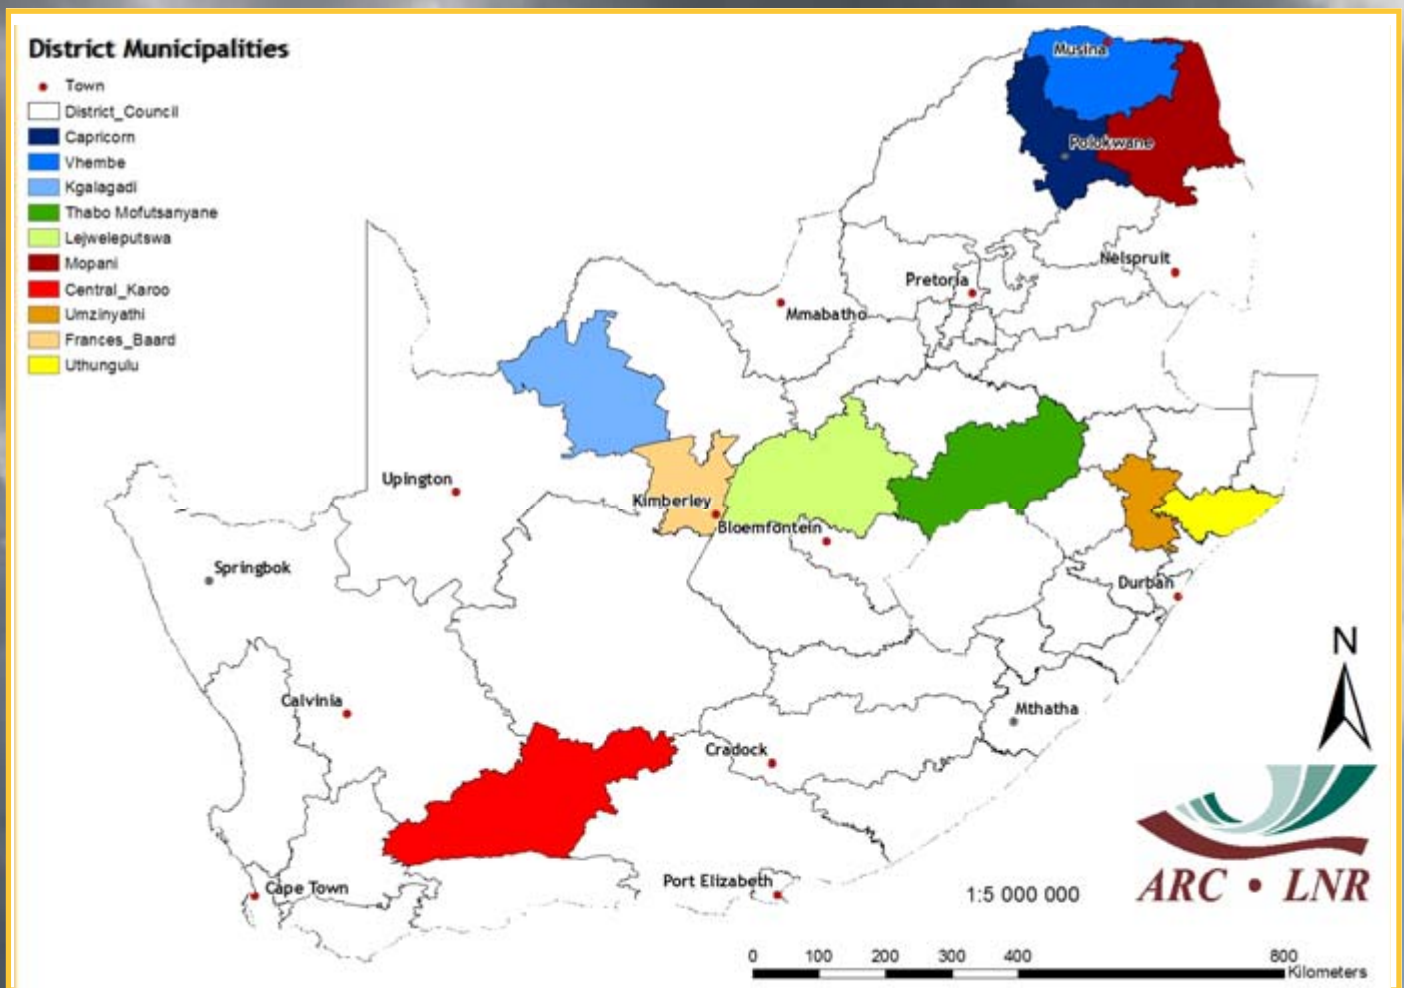 District Municipalities
Town
District_Council
Capricorn
Vhembe
Kgalagadi
Thabo Mofutsanyane
Lejweleputswa
Mopani
Central_Karoo
Umzinyathi
Frances_Baard
Uthungulu
Musina
Polokwane
Nelspruit
Pretoria
Mmabatho
Upington
Kimberley
Bloemfontein
Springbok
Durban
Calvinia
Mthatha
Cradock
Cape Town
Port Elizabeth
N
1:5 000 000
ARC • LNR
0 100 200 300 400 800
Kilometers